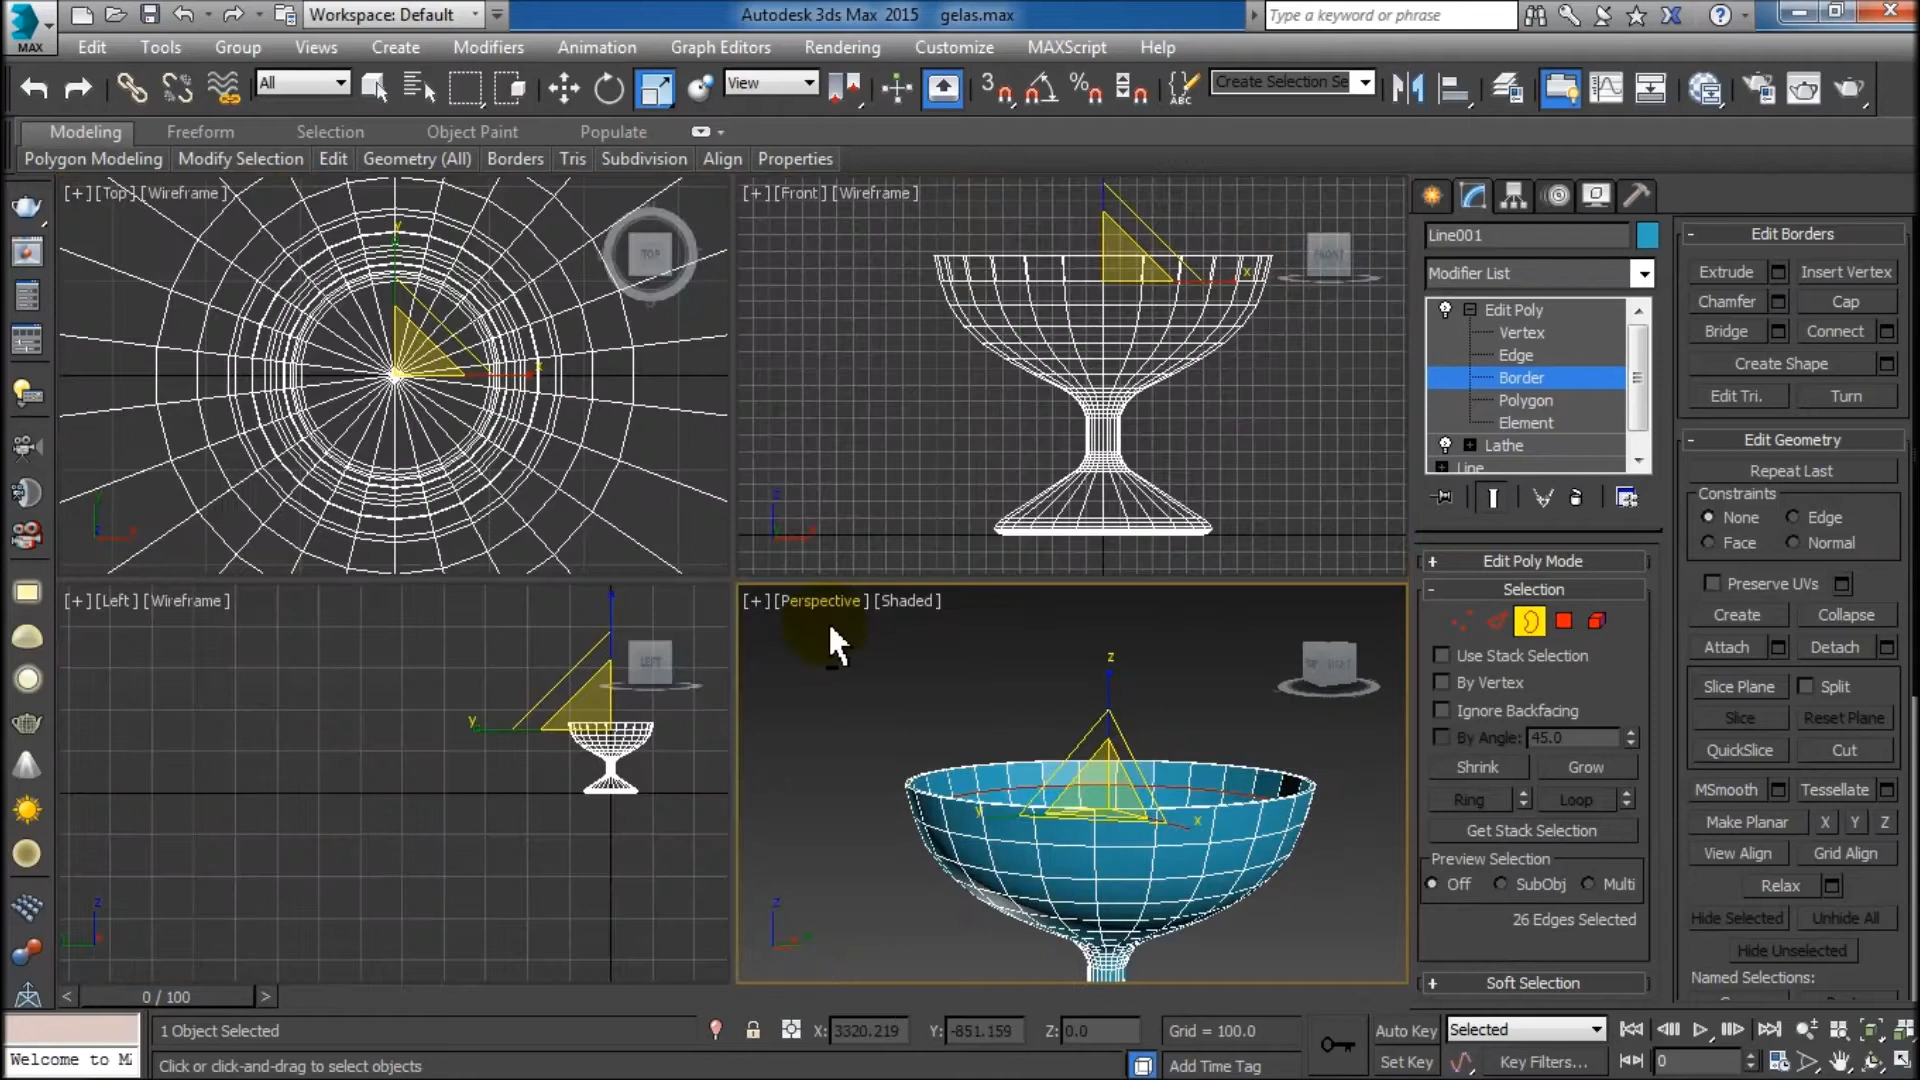 Workspace: Default
Autodesk 3ds Max 2015 gelas.max
Type a keyword or phrase
MAX
Edit Tools Group Views Create Modifiers Animation Graph Editors Rendering Customize MAXScript Help
All
View
3
%
ABC
Create Selection Se
Modeling Freeform Selection Object Paint Populate
Polygon Modeling Modify Selection Edit Geometry (All) Borders Tris Subdivision Align Properties
[+][Top][Wireframe]
TOP
y
x
[+][Front][Wireframe]
FRONT
x
z
[+][Left][Wireframe]
LEFT
y
z
[+][Perspective][Shaded]
z
y
x
z
Line001
Modifier List
Edit Poly
Vertex
Edge
Border
Polygon
Element
Lathe
Line
+ Edit Poly Mode
- Selection
Use Stack Selection
By Vertex
Ignore Backfacing
By Angle: 45.0
Shrink Grow
Ring Loop
Get Stack Selection
Preview Selection
Off SubObj Multi
26 Edges Selected
+ Soft Selection
- Edit Borders
Extrude Insert Vertex
Chamfer Cap
Bridge Connect
Create Shape
Edit Tri. Turn
- Edit Geometry
Repeat Last
Constraints
None Edge
Face Normal
Preserve UVs
Create Collapse
Attach Detach
Slice Plane Split
Slice Reset Plane
QuickSlice Cut
MSmooth Tessellate
Make Planar X Y Z
View Align Grid Align
Relax
Hide Selected Unhide All
Hide Unselected
Named Selections:
< 0 / 100 >
1 Object Selected
X: 3320.219 Y: -851.159 Z: 0.0 Grid = 100.0
Auto Key Selected
Welcome to M
Click or click-and-drag to select objects
Add Time Tag
Set Key Key Filters... 0